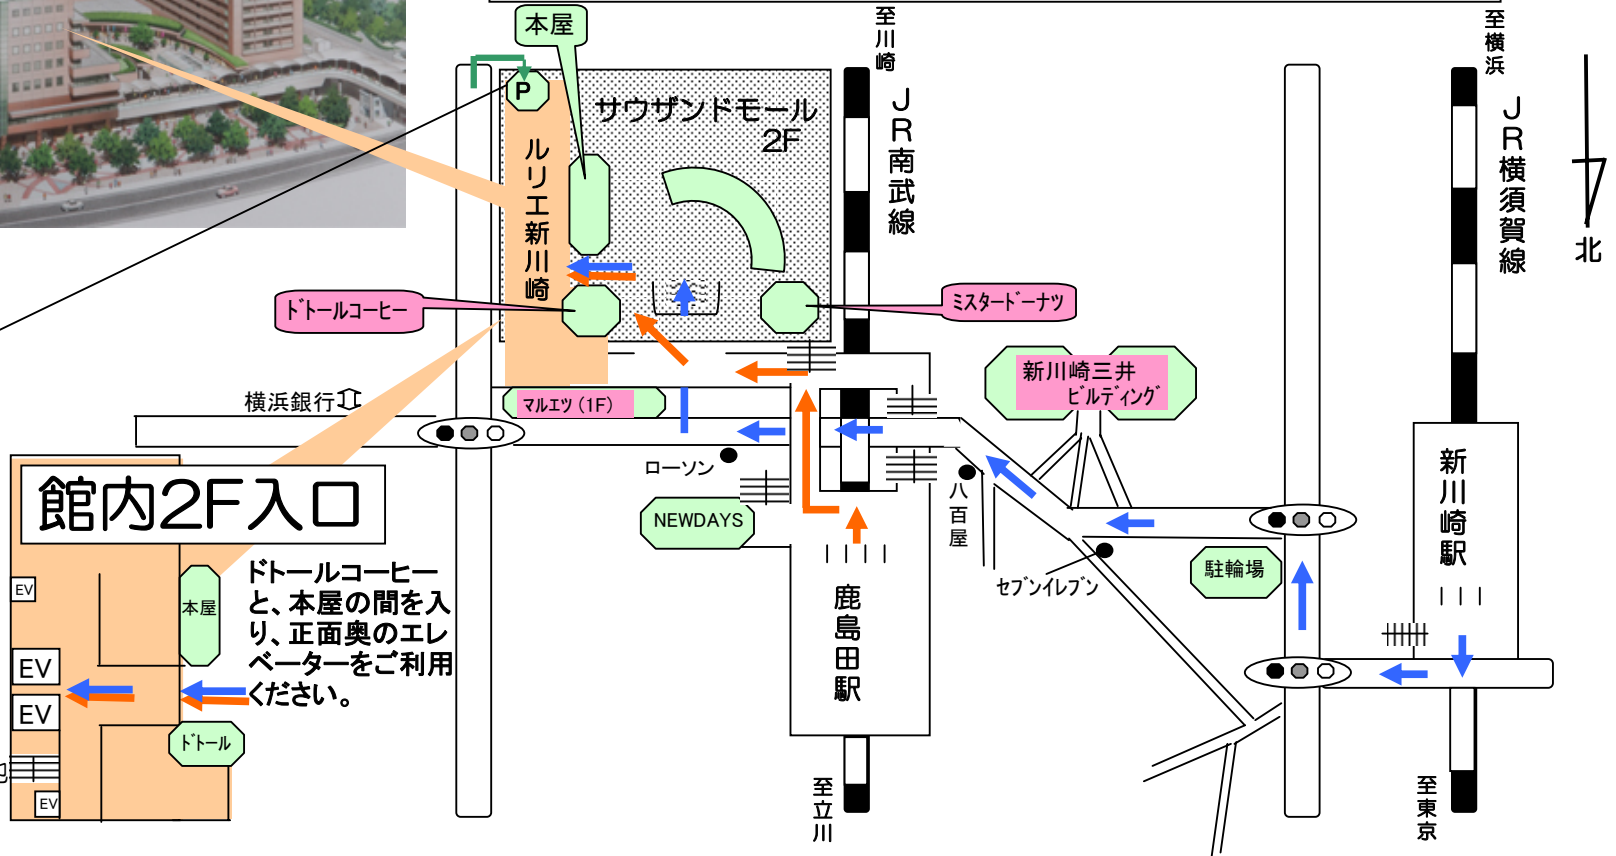 本屋
至川崎
至横浜
P
サウザンドモール
2F
JR南武線
JR横須賀線
ルリエ新川崎
北
ドトールコーヒー
ミスタードーナツ
新川崎三井
ビルディング
横浜銀行
マルエツ(1F)
ローソン
NEWDAYS
八百屋
セブンイレブン
駐輪場
新川崎駅
鹿島田駅
至立川
至東京
館内2F入口
ドトールコーヒー
と、本屋の間を入
り、正面奥のエレ
ベーターをご利用
ください。
EV
本屋
EV
EV
ドトール
EV